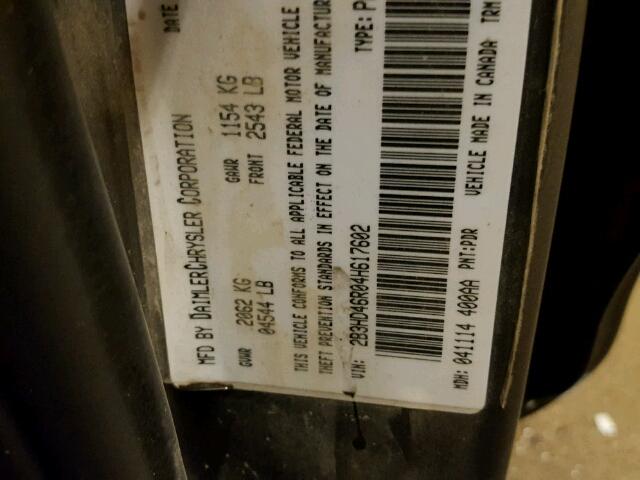 MFD BY DAIMLERCHRYSLER CORPORATION DATE
GVWR GAWR
2062 KG 1154 KG
04544 LB FRONT 2543 LB
THIS VEHICLE CONFORMS TO ALL APPLICABLE FEDERAL MOTOR VEHICLE
THEFT PREVENTION STANDARDS IN EFFECT ON THE DATE OF MANUFACTUR
VIN: 2B3HD46R04H617602 TYPE: P
MDH: 041114 400AA PNT:PDR VEHICLE MADE IN CANADA TRM